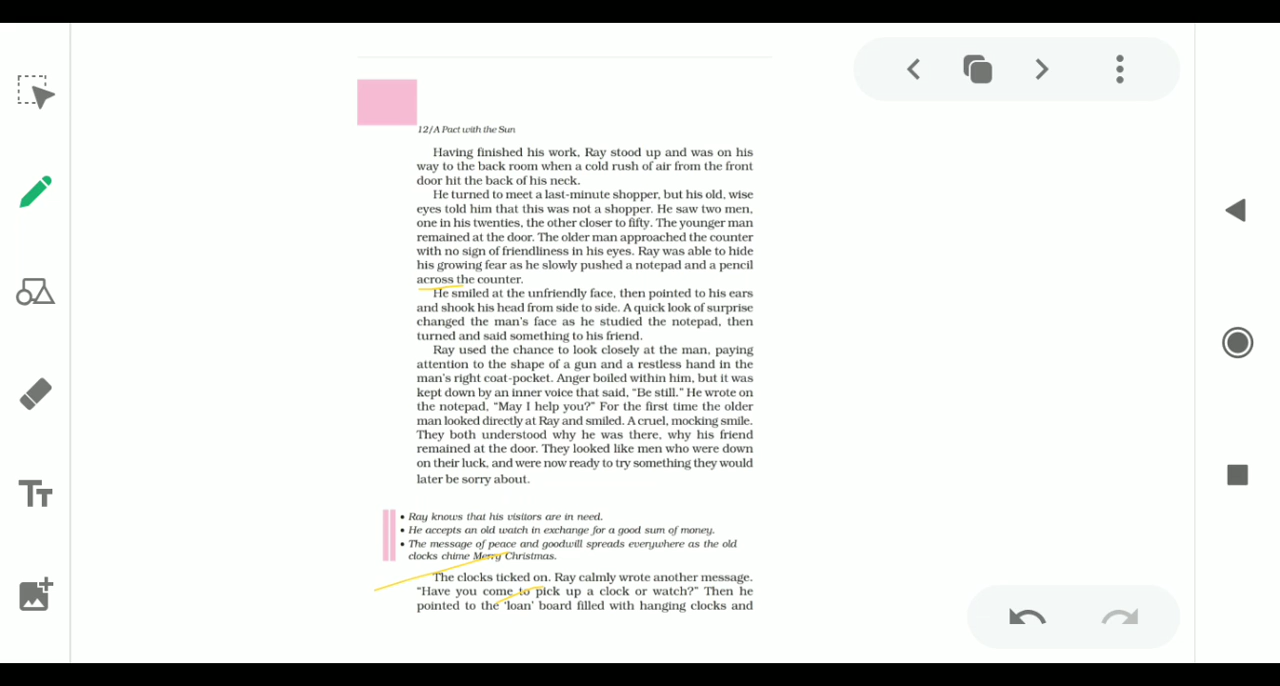 12/A Pact with the Sun
Having finished his work, Ray stood up and was on his
way to the back room when a cold rush of air from the front
door hit the back of his neck.
He turned to meet a last-minute shopper, but his old, wise
eyes told him that this was not a shopper. He saw two men,
one in his twenties, the other closer to fifty. The younger man
remained at the door. The older man approached the counter
with no sign of friendliness in his eyes. Ray was able to hide
his growing fear as he slowly pushed a notepad and a pencil
across the counter.
He smiled at the unfriendly face, then pointed to his ears
and shook his head from side to side. A quick look of surprise
changed the man's face as he studied the notepad, then
turned and said something to his friend.
Ray used the chance to look closely at the man, paying
attention to the shape of a gun and a restless hand in the
man's right coat-pocket. Anger boiled within him, but it was
kept down by an inner voice that said, “Be still.” He wrote on
the notepad, “May I help you?” For the first time the older
man looked directly at Ray and smiled. A cruel, mocking smile.
They both understood why he was there, why his friend
remained at the door. They looked like men who were down
on their luck, and were now ready to try something they would
later be sorry about.
• Ray knows that his visitors are in need.
• He accepts an old watch in exchange for a good sum of money.
• The message of peace and goodwill spreads everywhere as the old
clocks chime Merry Christmas.
The clocks ticked on. Ray calmly wrote another message.
“Have you come to pick up a clock or watch?” Then he
pointed to the ‘loan’ board filled with hanging clocks and
TT